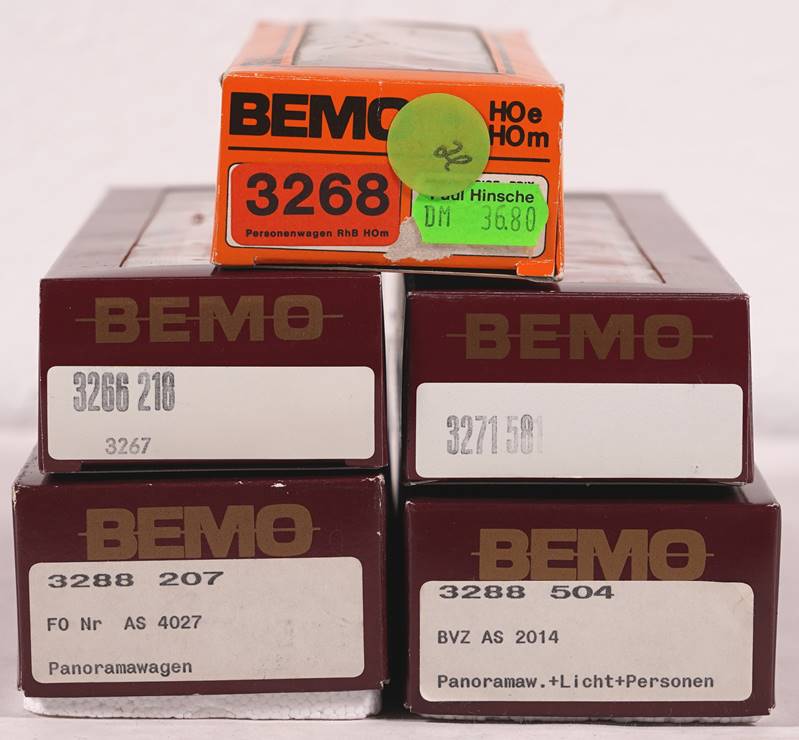 BEMO
HOe
HOm
3268
Personenwagen RhB HOm
Paul Hinsche
DM 36.80
BEMO
3266 218
3267
BEMO
3271 581
BEMO
3288 207
FO Nr AS 4027
Panoramawagen
BEMO
3288 504
BVZ AS 2014
Panoramaw.+Licht+Personen